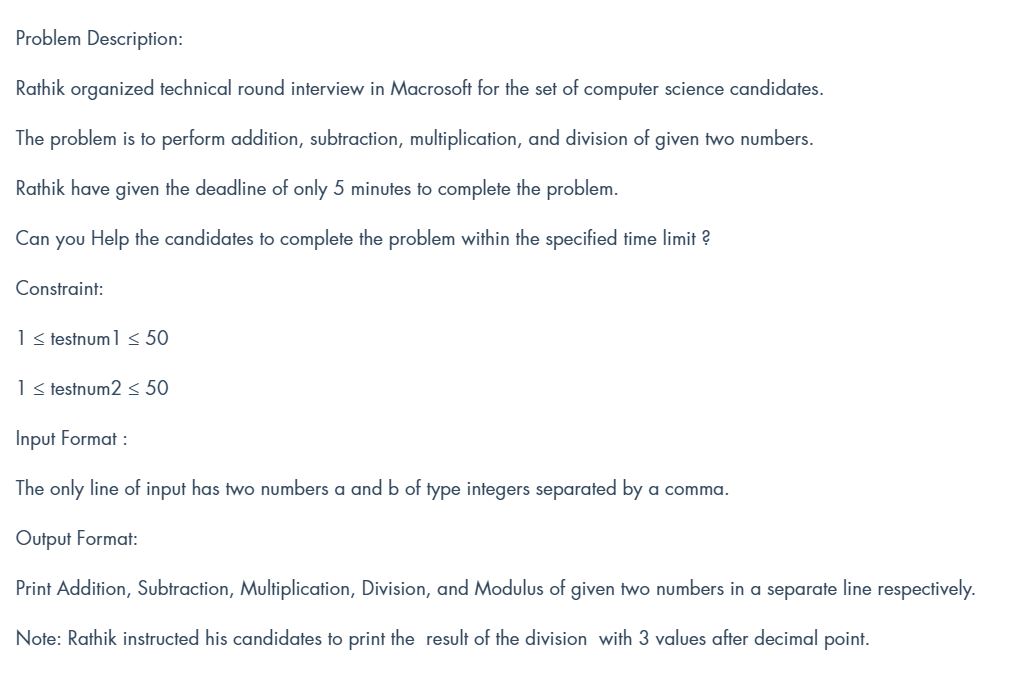 Problem Description:
Rathik organized technical round interview in Macrosoft for the set of computer science candidates.
The problem is to perform addition, subtraction, multiplication, and division of given two numbers.
Rathik have given the deadline of only 5 minutes to complete the problem.
Can you Help the candidates to complete the problem within the specified time limit ?
Constraint:
1 ≤ testnum1 ≤ 50
1 ≤ testnum2 ≤ 50
Input Format :
The only line of input has two numbers a and b of type integers separated by a comma.
Output Format:
Print Addition, Subtraction, Multiplication, Division, and Modulus of given two numbers in a separate line respectively.
Note: Rathik instructed his candidates to print the  result of the division  with 3 values after decimal point.